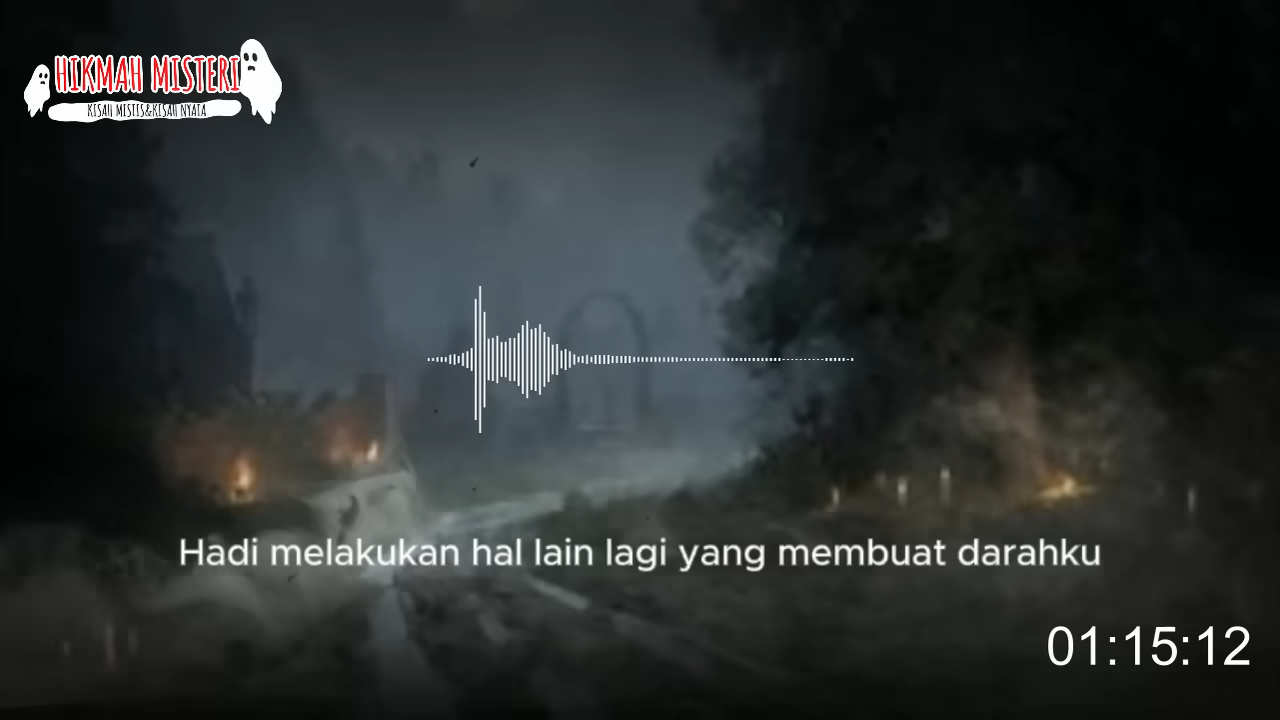 HIKMAH MISTERI
KISAH MISTIS&KISAH NYATA
Hadi melakukan hal lain lagi yang membuat darahku
01:15:12